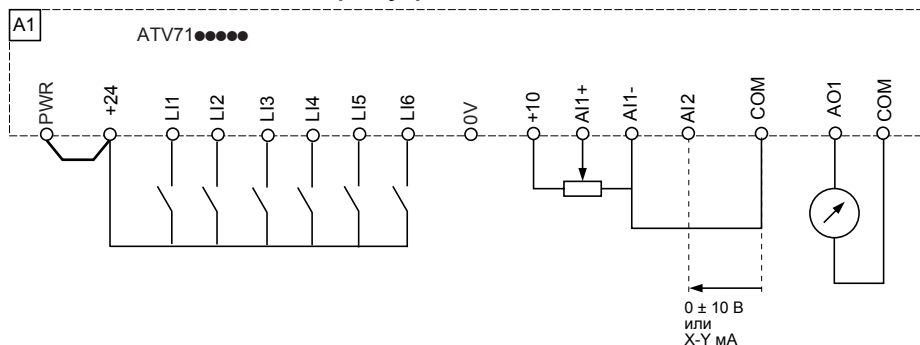 A1
ATV71●●●●●
PWR
+24
LI1
LI2
LI3
LI4
LI5
LI6
0V
+10
AI1+
AI1-
AI2
COM
AO1
COM
0 ± 10 В
или
X-Y мА